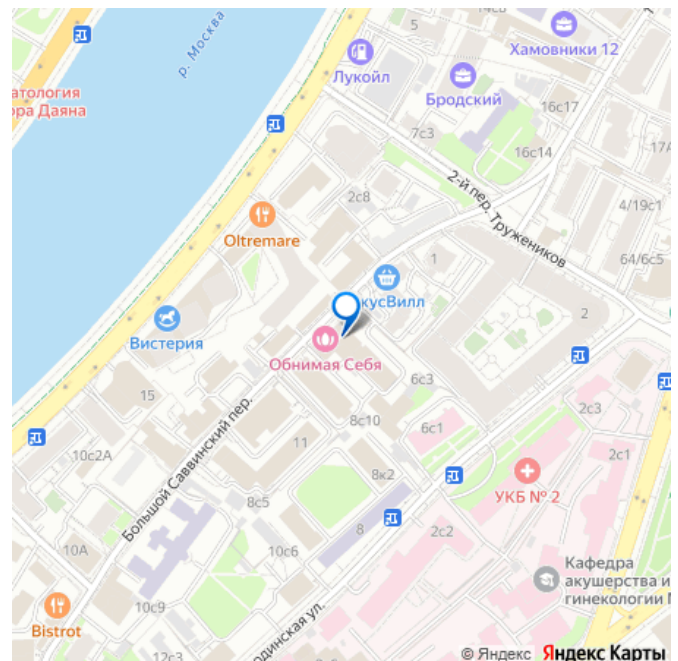 5
14с8
Хамовники 12
р. Москва
Лукойл
Бродский
атология
ора Даяна
16с17
7с3
16с14
17А
2-й пер. Тружеников
2с8
4/19с1
Oltremare
1
64/6с5
кусВилл
2
Вистерия
Обнимая Себя
6с3
15
2с3
8с10
6с1
Большой Саввинский пер.
11
2с1
10с2А
8к2
УКБ № 2
8с5
8
2с2
10А
10с6
Кафедра
акушерства и
гинекологии
10с9
Bistrot
одинская ул.
12с3
© Яндекс Яндекс Карты